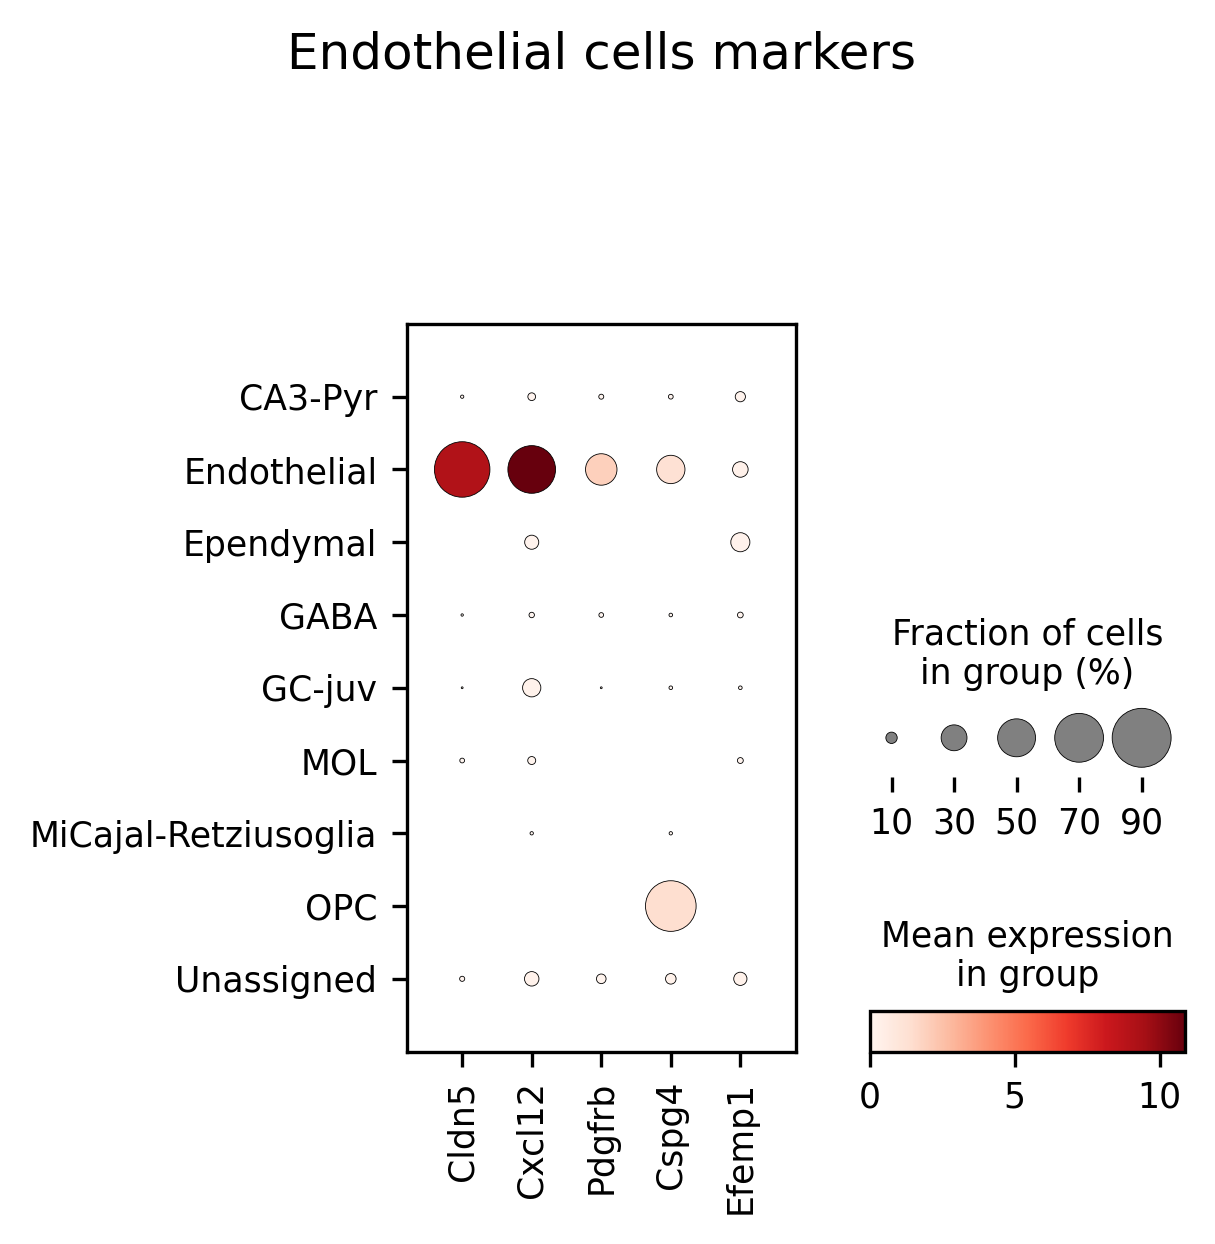 Endothelial cells markers
CA3-Pyr
Endothelial
Ependymal
GABA
GC-juv
MOL
MiCajal-Retziusoglia
OPC
Unassigned
Cldn5
Cxcl12
Pdgfrb
Cspg4
Efemp1
Fraction of cells
in group (%)
10 30 50 70 90
Mean expression
in group
0 5 10